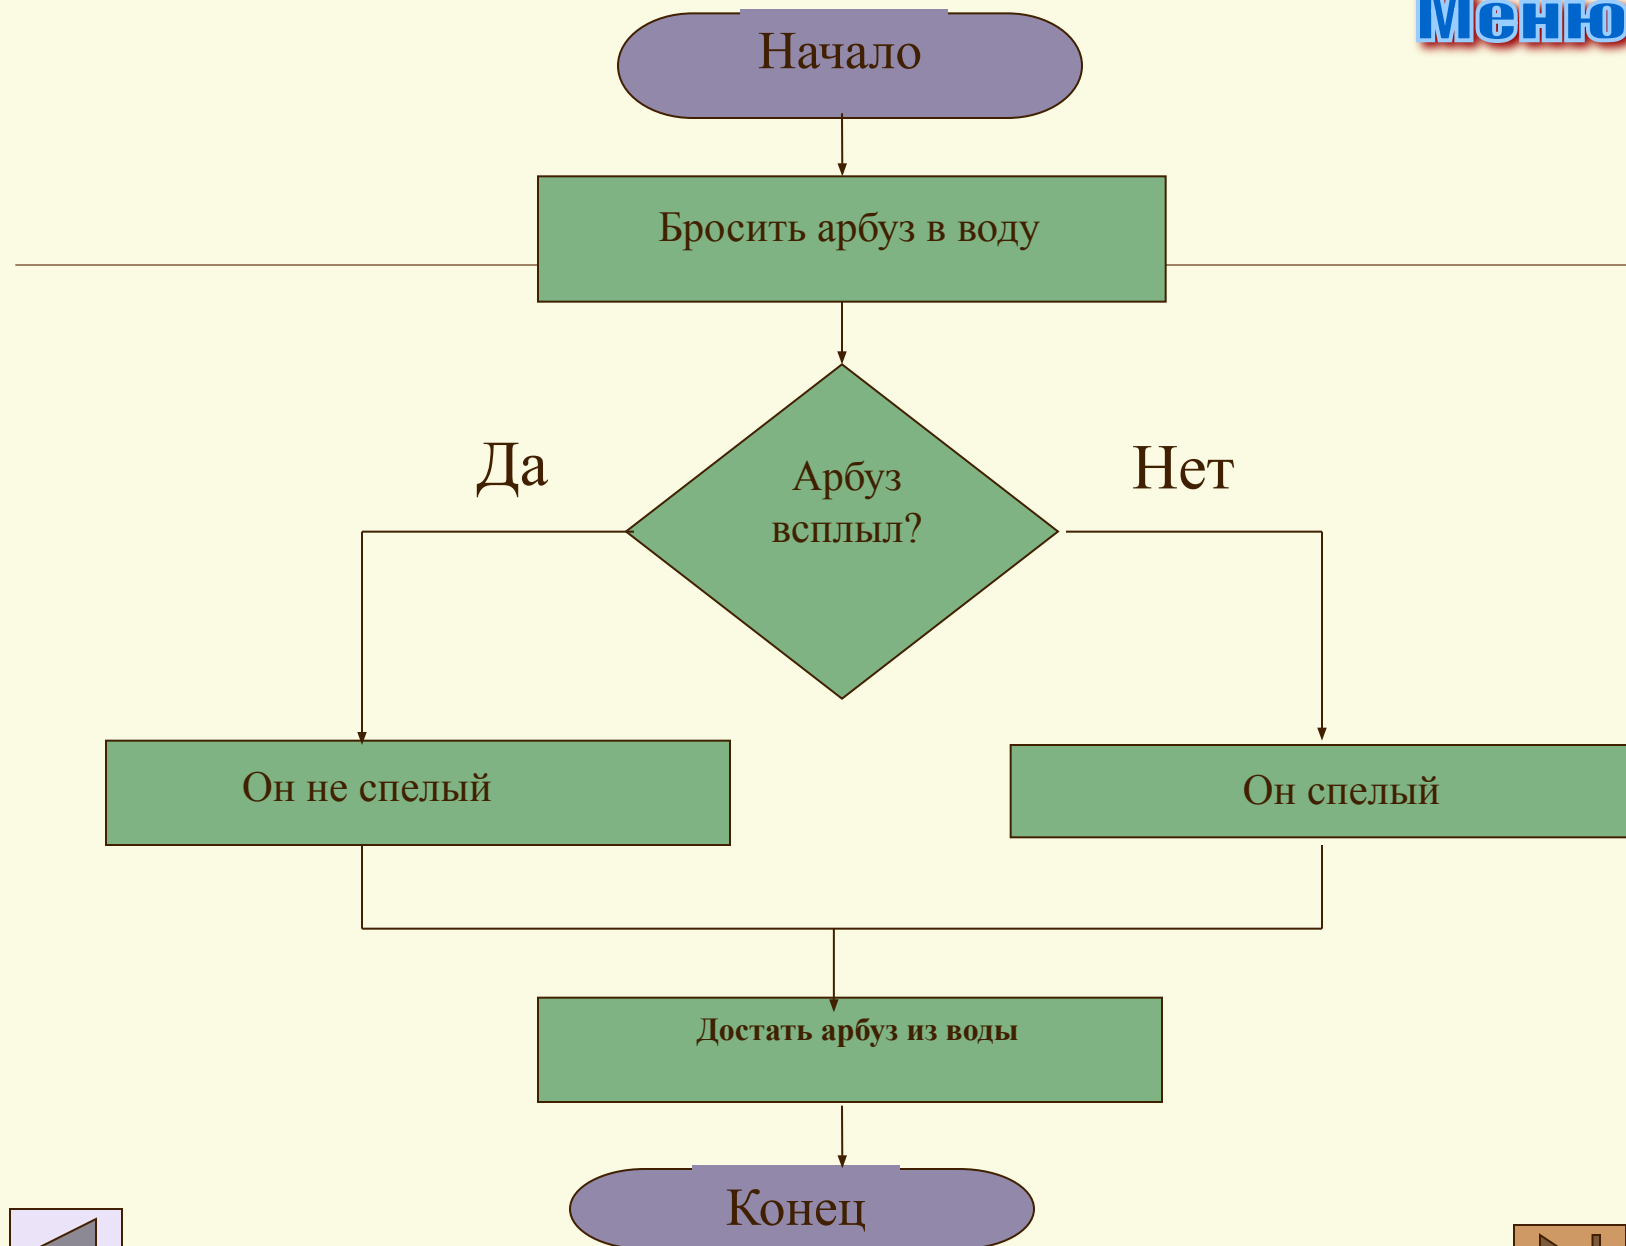 Меню
Начало
Бросить арбуз в воду
Да
Нет
Арбуз
всплыл?
Он не спелый
Он спелый
Достать арбуз из воды
Конец